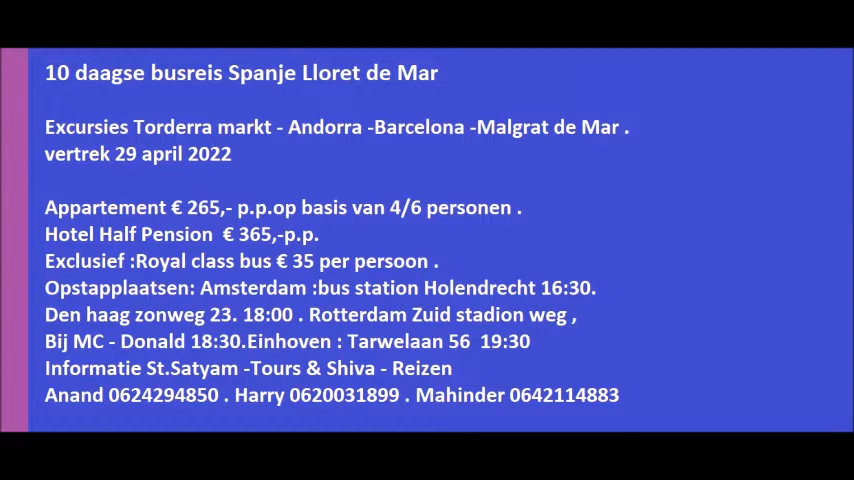 10 daagse busreis Spanje Lloret de Mar
Excursies Torderra markt - Andorra -Barcelona -Malgrat de Mar .
vertrek 29 april 2022
Appartement € 265,- p.p.op basis van 4/6 personen .
Hotel Half Pension  € 365,-p.p.
Exclusief :Royal class bus € 35 per persoon .
Opstapplaatsen: Amsterdam :bus station Holendrecht 16:30.
Den haag zonweg 23. 18:00 . Rotterdam Zuid stadion weg ,
Bij MC - Donald 18:30.Einhoven : Tarwelaan 56  19:30
Informatie St.Satyam -Tours & Shiva - Reizen
Anand 0624294850 . Harry 0620031899 . Mahinder 0642114883